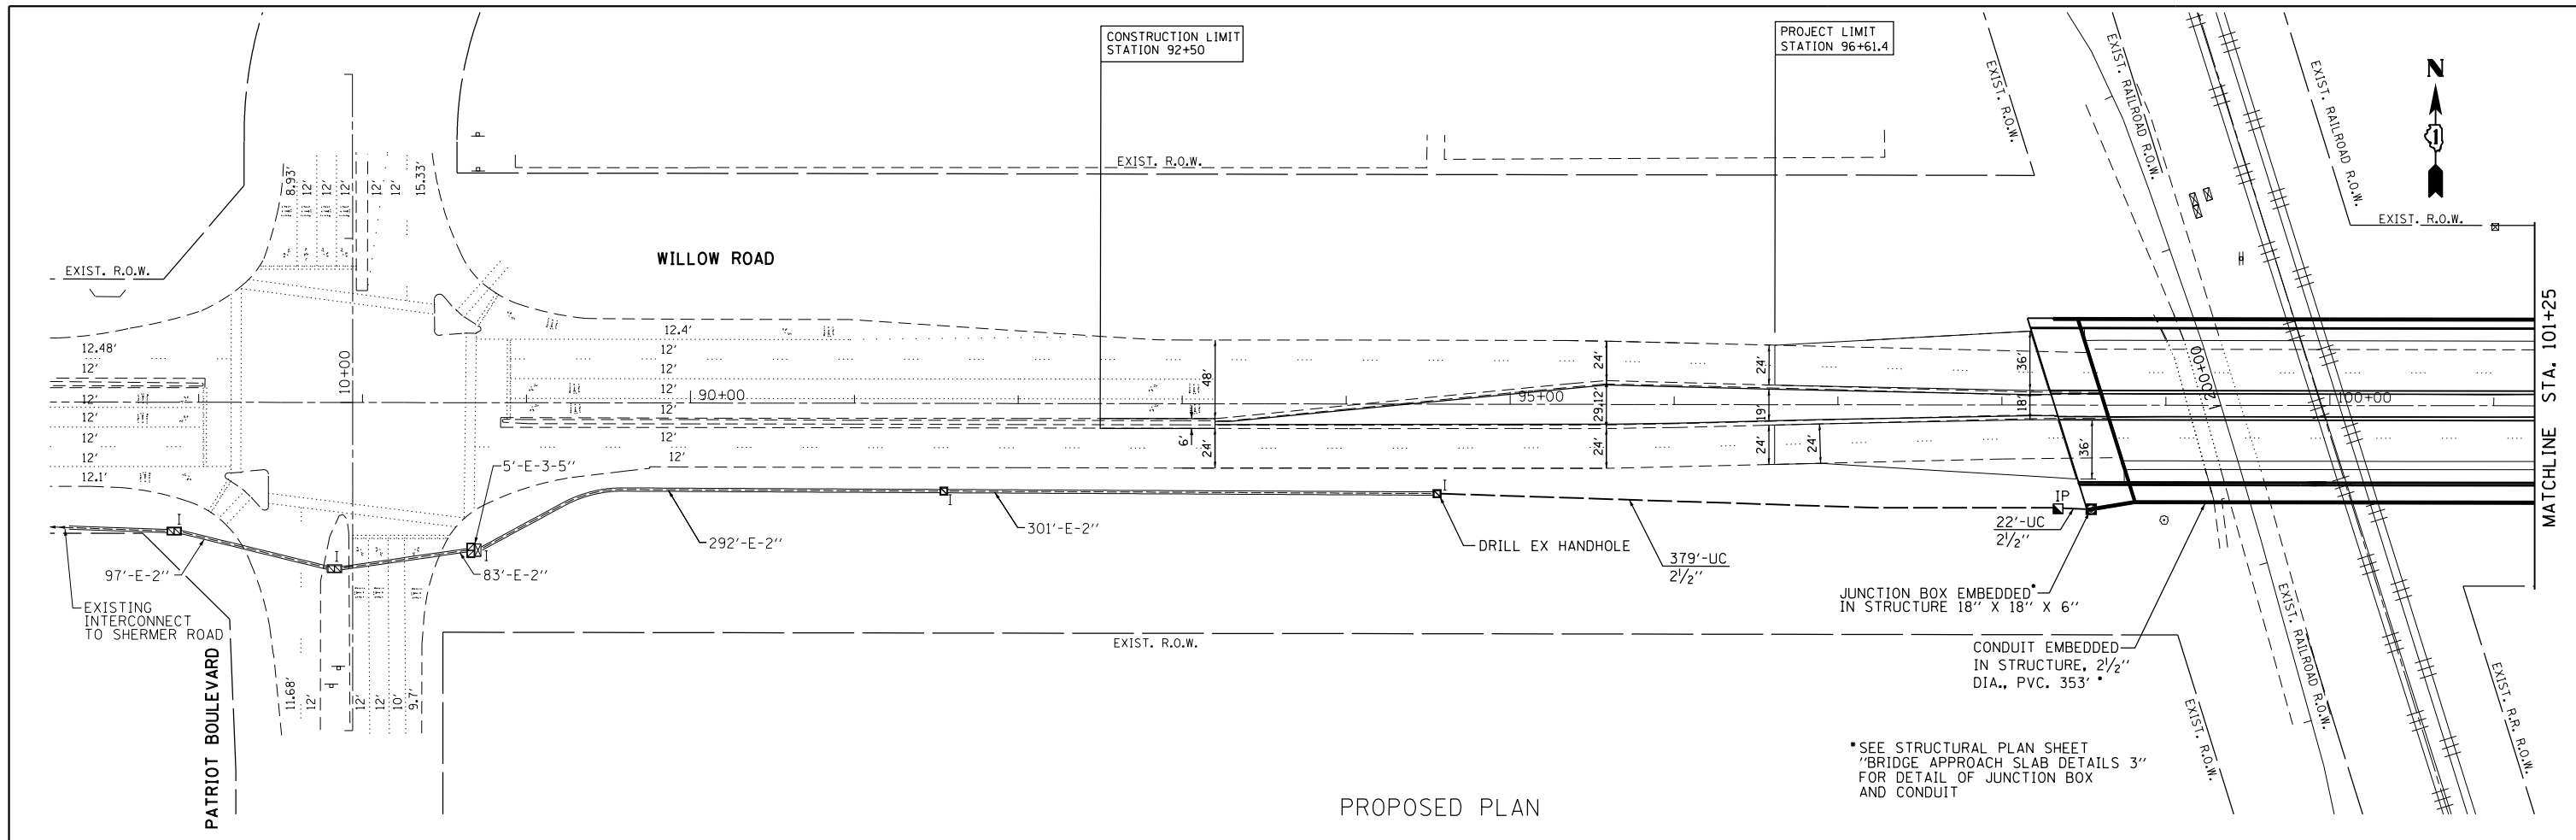 CONSTRUCTION LIMIT
STATION 92+50
PROJECT LIMIT
STATION 96+61.4
N
EXIST. R.O.W.
EXIST. RAILROAD R.O.W.
EXIST. RAILROAD R.O.W.
EXIST. R.O.W.
EXIST. R.O.W.
EXIST. R.O.W.
WILLOW ROAD
8.93'
12'
12'
12'
12'
12'
15.33'
10+00
12.48'
12'
12'
12'
12'
12'
12.1'
12.4'
12'
12'
12'
12'
12'
12'
90+00
95+00
100+00
200+00
48'
6'
24'
24'
29.12'
24'
24'
19'
24'
24'
36'
18'
36'
MATCHLINE STA. 101+25
5'-E-3-5"
I
I
I
I
I
IP
97'-E-2"
83'-E-2"
292'-E-2"
301'-E-2"
DRILL EX HANDHOLE
379'-UC
2½"
22'-UC
2½"
EXISTING
INTERCONNECT
TO SHERMER ROAD
JUNCTION BOX EMBEDDED*
IN STRUCTURE 18" X 18" X 6"
CONDUIT EMBEDDED
IN STRUCTURE, 2½"
DIA., PVC. 353' *
EXIST. R.O.W.
PATRIOT BOULEVARD
11.68'
12'
12'
12'
10'
9.7'
EXIST. RAILROAD R.O.W.
EXIST. R.O.W.
EXIST. R.R. R.O.W.
*SEE STRUCTURAL PLAN SHEET
"BRIDGE APPROACH SLAB DETAILS 3"
FOR DETAIL OF JUNCTION BOX
AND CONDUIT
PROPOSED PLAN